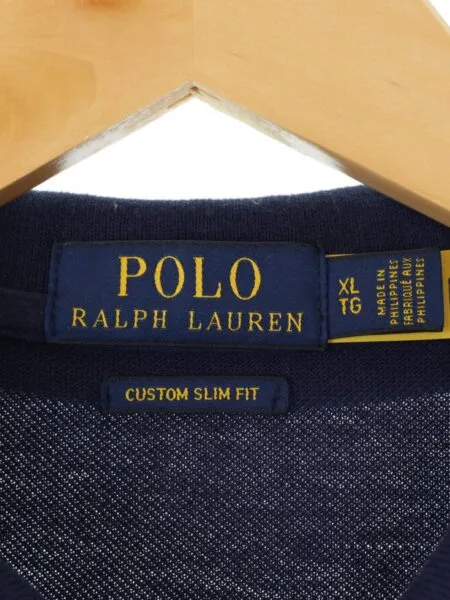 POLO
RALPH LAUREN
XL
TG
MADE IN
PHILIPPINES
FABRIQUÉ AUX
PHILIPPINES
CUSTOM SLIM FIT